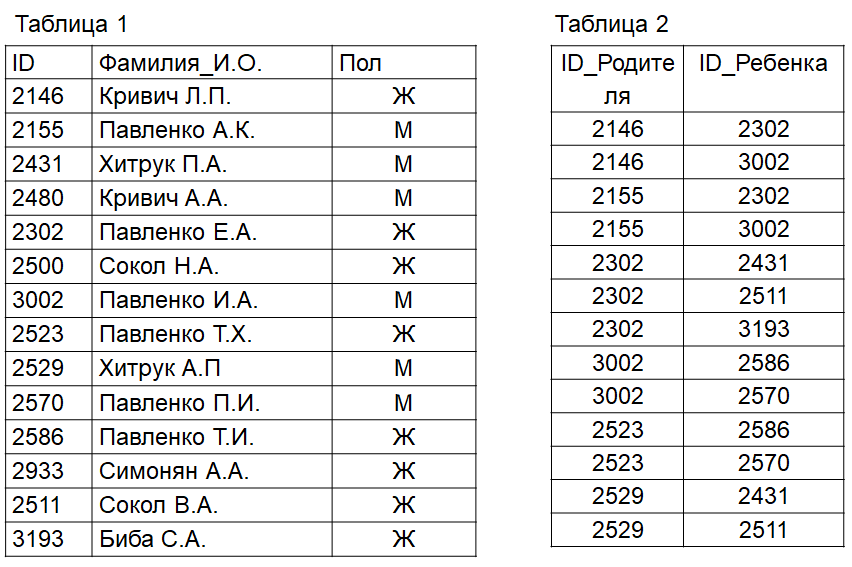 Таблица 1
ID Фамилия_И.О. Пол
2146 Кривич Л.П. Ж
2155 Павленко А.К. М
2431 Хитрук П.А. М
2480 Кривич А.А. М
2302 Павленко Е.А. Ж
2500 Сокол Н.А. Ж
3002 Павленко И.А. М
2523 Павленко Т.Х. Ж
2529 Хитрук А.П М
2570 Павленко П.И. М
2586 Павленко Т.И. Ж
2933 Симонян А.А. Ж
2511 Сокол В.А. Ж
3193 Биба С.А. Ж
Таблица 2
ID_Родите ID_Ребенка
ля
2146 2302
2146 3002
2155 2302
2155 3002
2302 2431
2302 2511
2302 3193
3002 2586
3002 2570
2523 2586
2523 2570
2529 2431
2529 2511